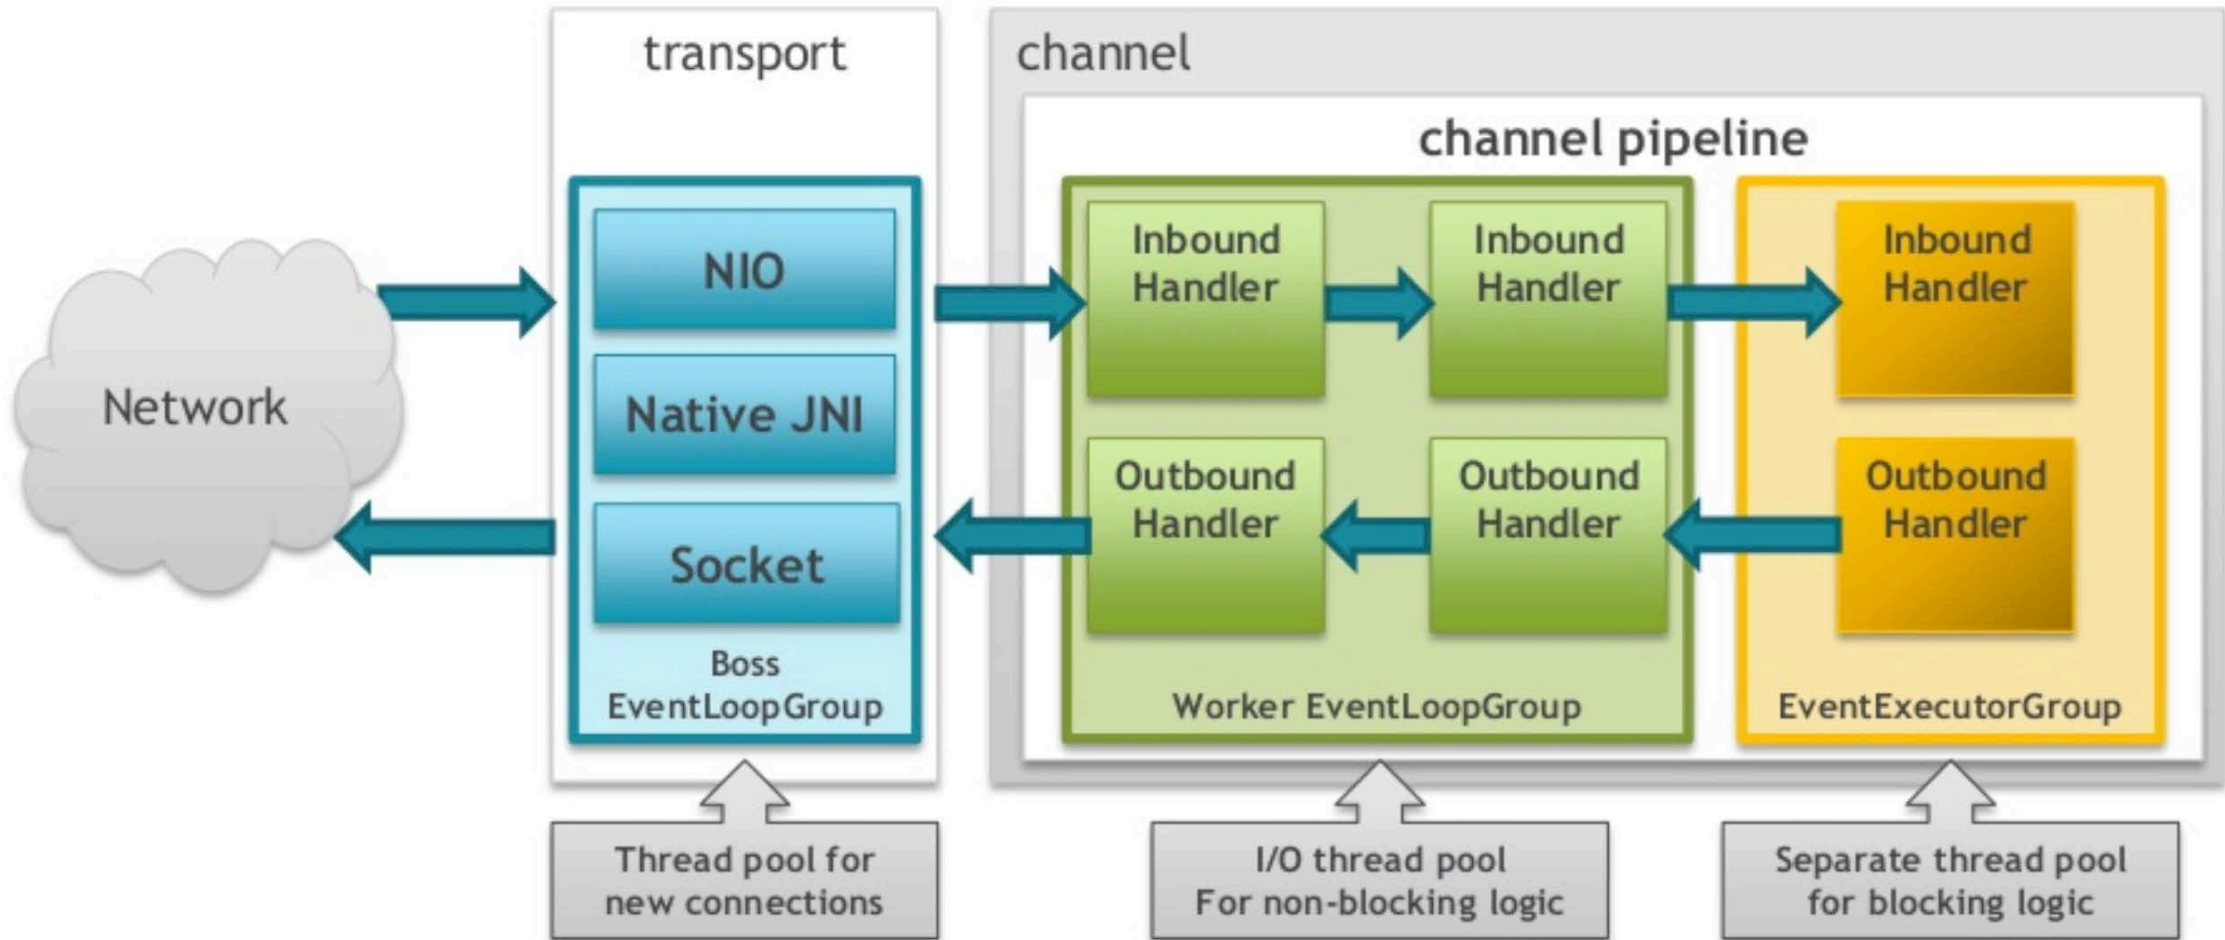 transport
channel
channel pipeline
Network
NIO
Native JNI
Socket
Boss
EventLoopGroup
Inbound
Handler
Inbound
Handler
Outbound
Handler
Outbound
Handler
Worker EventLoopGroup
Inbound
Handler
Outbound
Handler
EventExecutorGroup
Thread pool for
new connections
I/O thread pool
For non-blocking logic
Separate thread pool
for blocking logic